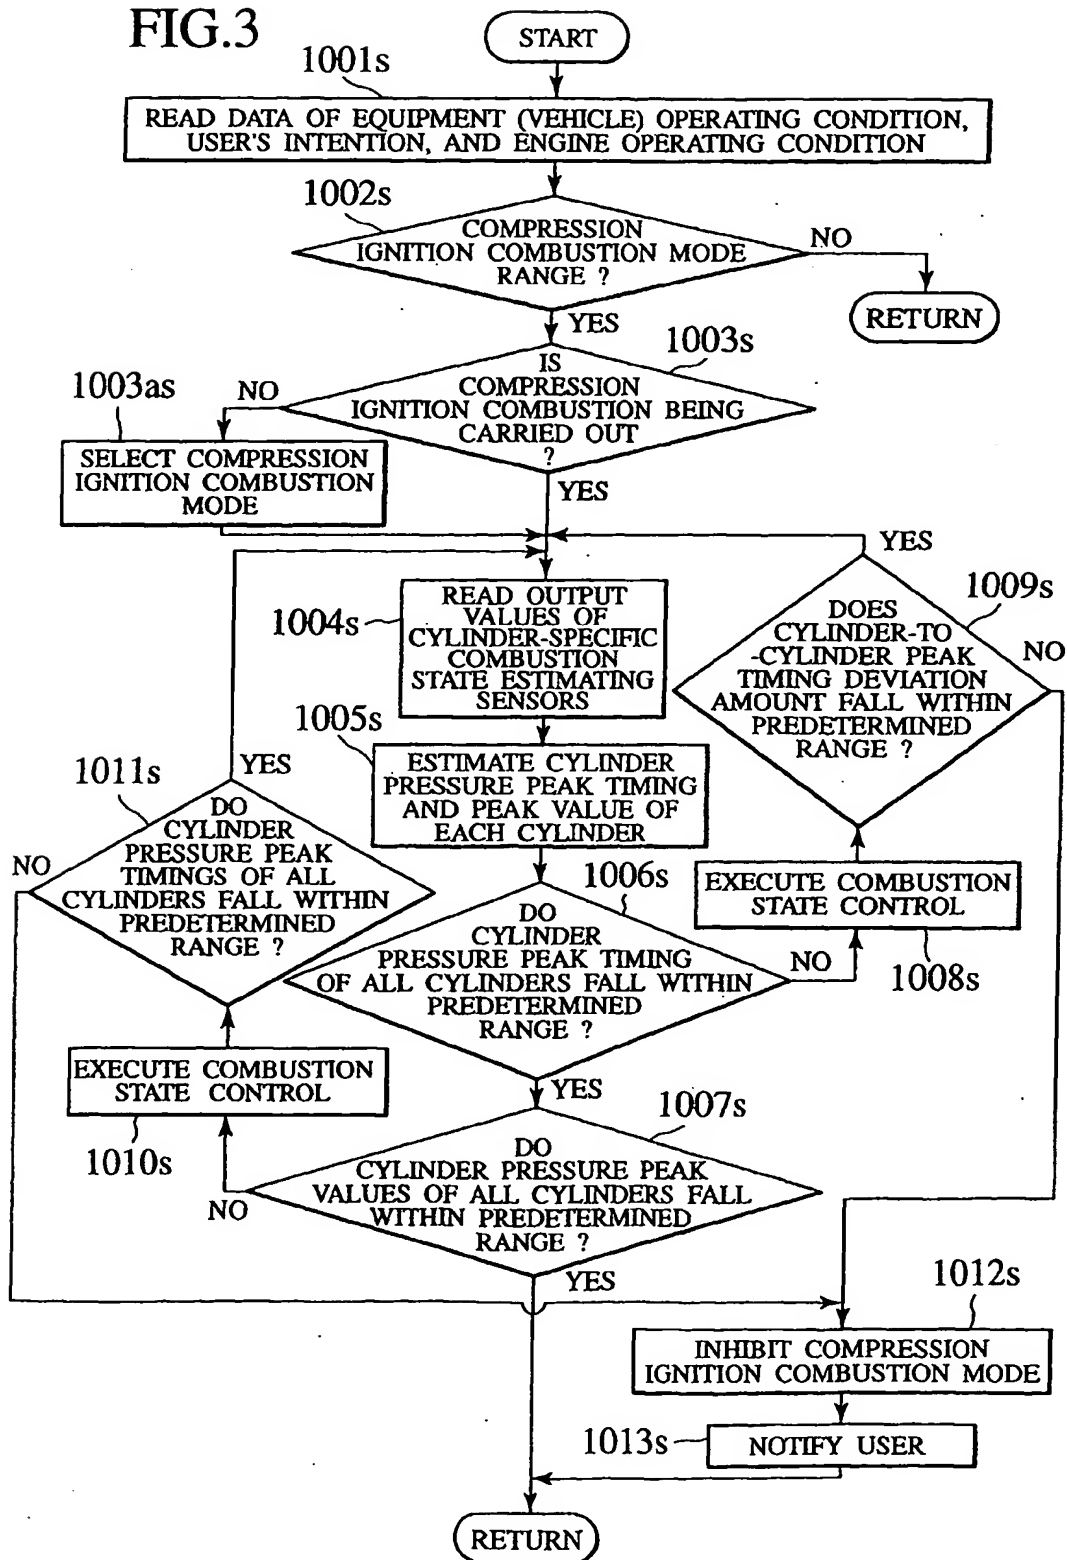 FIG.3
START
1001s
READ DATA OF EQUIPMENT (VEHICLE) OPERATING CONDITION,
USER'S INTENTION, AND ENGINE OPERATING CONDITION
1002s
COMPRESSION
IGNITION COMBUSTION MODE
RANGE ?
NO
RETURN
YES
1003s
IS
COMPRESSION
IGNITION COMBUSTION BEING
CARRIED OUT
?
NO
1003as
SELECT COMPRESSION
IGNITION COMBUSTION
MODE
YES
1004s
READ OUTPUT
VALUES OF
CYLINDER-SPECIFIC
COMBUSTION
STATE ESTIMATING
SENSORS
YES
1009s
DOES
CYLINDER-TO
-CYLINDER PEAK
TIMING DEVIATION
AMOUNT FALL WITHIN
PREDETERMINED
RANGE ?
NO
1005s
ESTIMATE CYLINDER
PRESSURE PEAK TIMING
AND PEAK VALUE OF
EACH CYLINDER
1011s
YES
DO
CYLINDER
PRESSURE PEAK
TIMINGS OF ALL
CYLINDERS FALL WITHIN
PREDETERMINED
RANGE ?
NO
1006s
DO
CYLINDER
PRESSURE PEAK TIMING
OF ALL CYLINDERS FALL WITHIN
PREDETERMINED
RANGE ?
NO
EXECUTE COMBUSTION
STATE CONTROL
1008s
EXECUTE COMBUSTION
STATE CONTROL
1010s
YES
1007s
DO
CYLINDER PRESSURE PEAK
VALUES OF ALL CYLINDERS FALL
WITHIN PREDETERMINED
RANGE ?
NO
YES
1012s
INHIBIT COMPRESSION
IGNITION COMBUSTION MODE
1013s
NOTIFY USER
RETURN